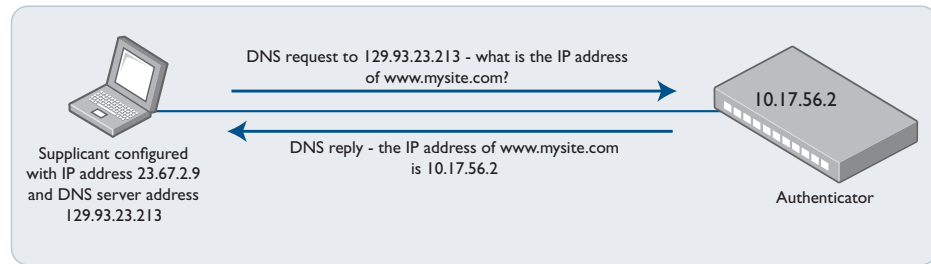 DNS request to 129.93.23.213 - what is the IP address
of www.mysite.com?
10.17.56.2
DNS reply - the IP address of www.mysite.com
is 10.17.56.2
Supplicant configured
with IP address 23.67.2.9
and DNS server address
129.93.23.213
Authenticator